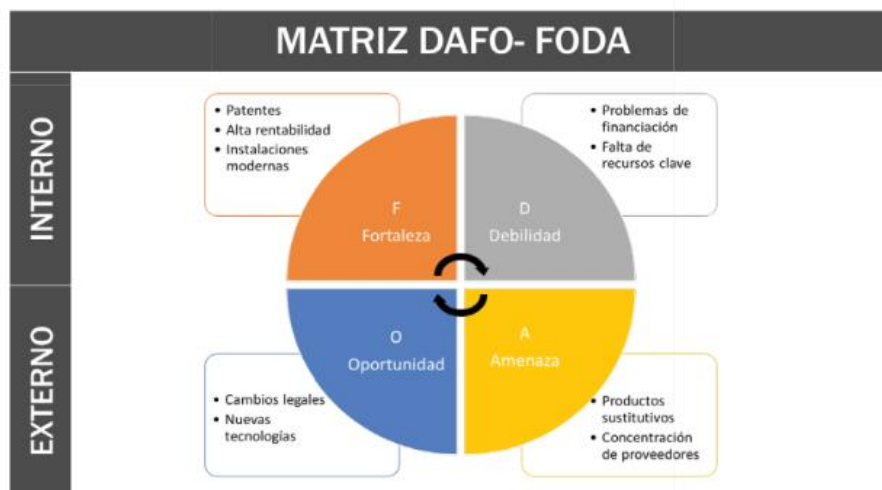 MATRIZ DAFO- FODA
INTERNO
• Patentes
• Alta rentabilidad
• Instalaciones
modernas
• Problemas de
financiación
• Falta de
recursos clave
F
Fortaleza
D
Debilidad
EXTERNO
O
Oportunidad
A
Amenaza
• Cambios legales
• Nuevas
tecnologías
• Productos
sustitutivos
• Concentración
de proveedores